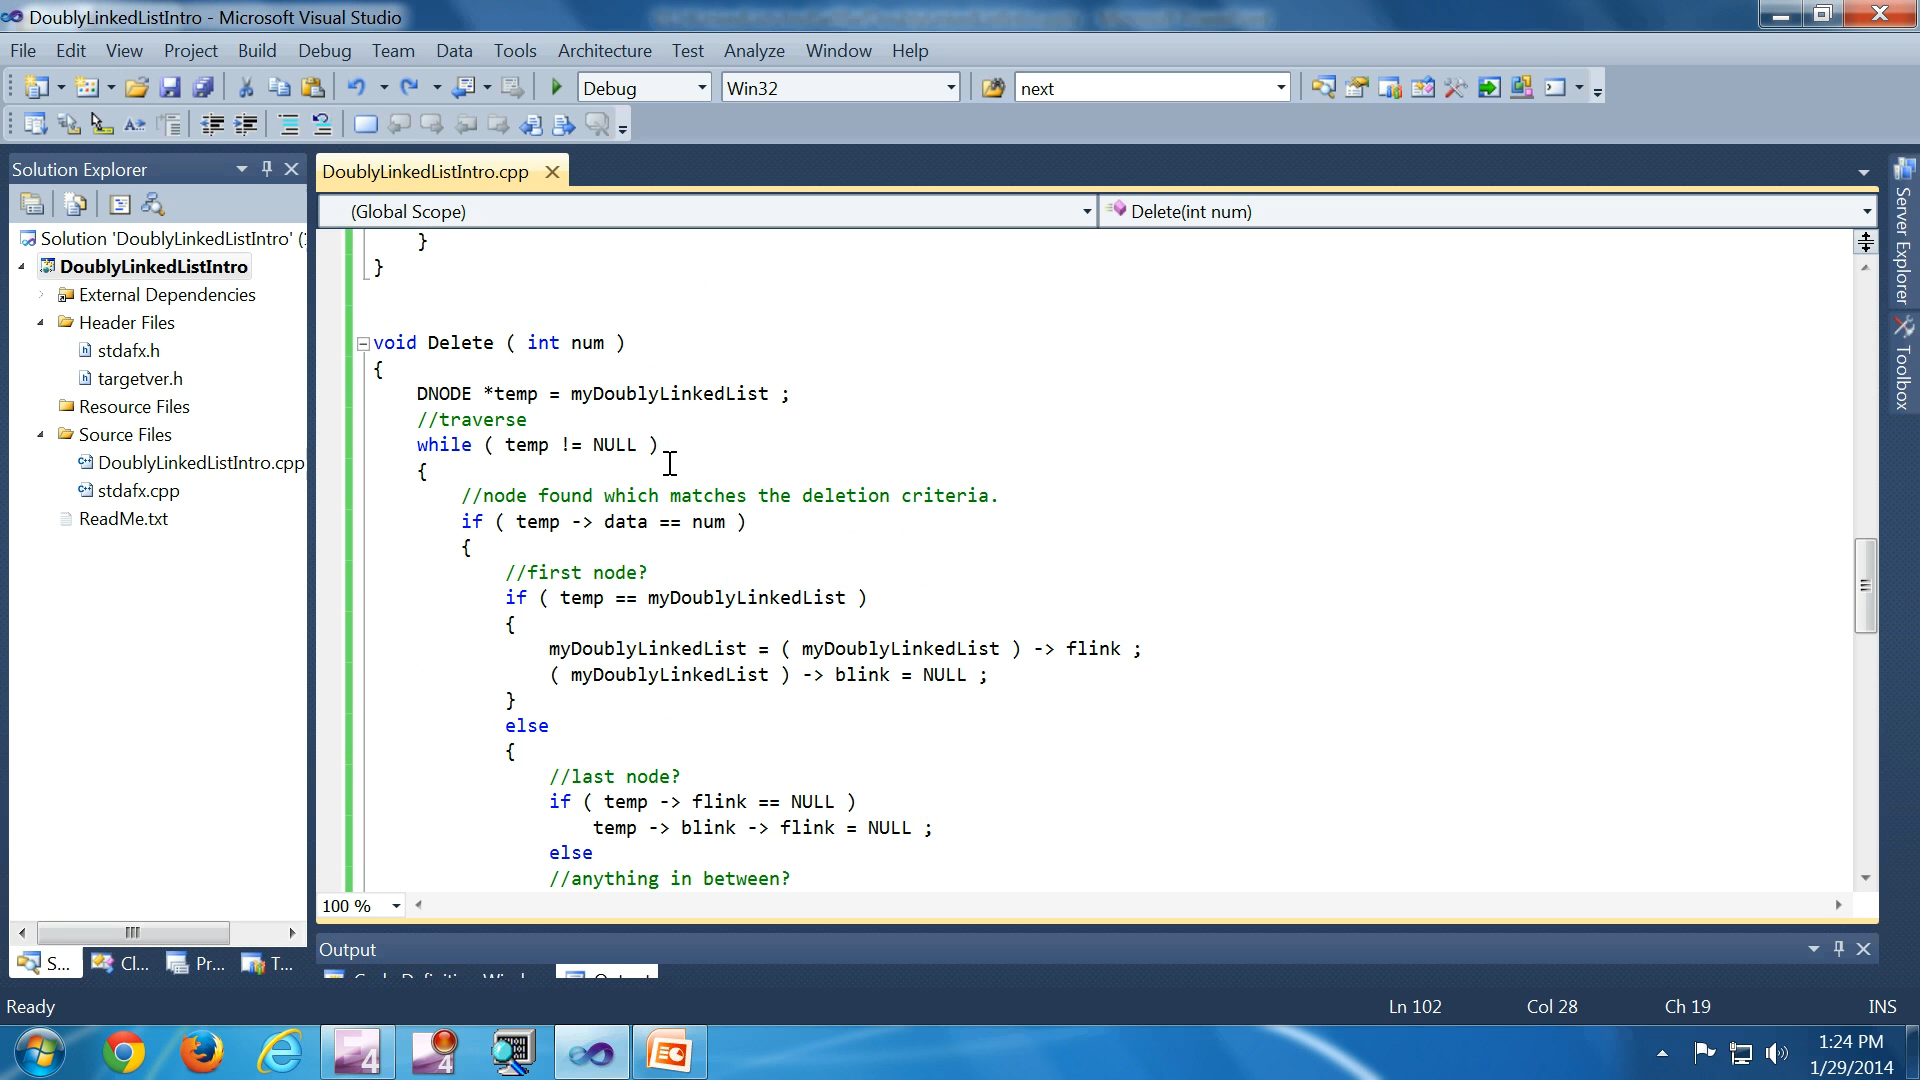 DoublyLinkedListIntro - Microsoft Visual Studio
File Edit View Project Build Debug Team Data Tools Architecture Test Analyze Window Help
Debug Win32 next
Solution Explorer
Solution 'DoublyLinkedListIntro' (
DoublyLinkedListIntro
External Dependencies
Header Files
stdafx.h
targetver.h
Resource Files
Source Files
DoublyLinkedListIntro.cpp
stdafx.cpp
ReadMe.txt
S... Cl... Pr... T...
DoublyLinkedListIntro.cpp
(Global Scope) Delete(int num)
}
}
void Delete ( int num )
{
DNODE *temp = myDoublyLinkedList ;
//traverse
while ( temp != NULL )
{
//node found which matches the deletion criteria.
if ( temp -> data == num )
{
//first node?
if ( temp == myDoublyLinkedList )
{
myDoublyLinkedList = ( myDoublyLinkedList ) -> flink ;
( myDoublyLinkedList ) -> blink = NULL ;
}
else
{
//last node?
if ( temp -> flink == NULL )
temp -> blink -> flink = NULL ;
else
//anything in between?
100 %
Output
Server Explorer
Toolbox
Ready Ln 102 Col 28 Ch 19 INS
4 4
1:24 PM
1/29/2014